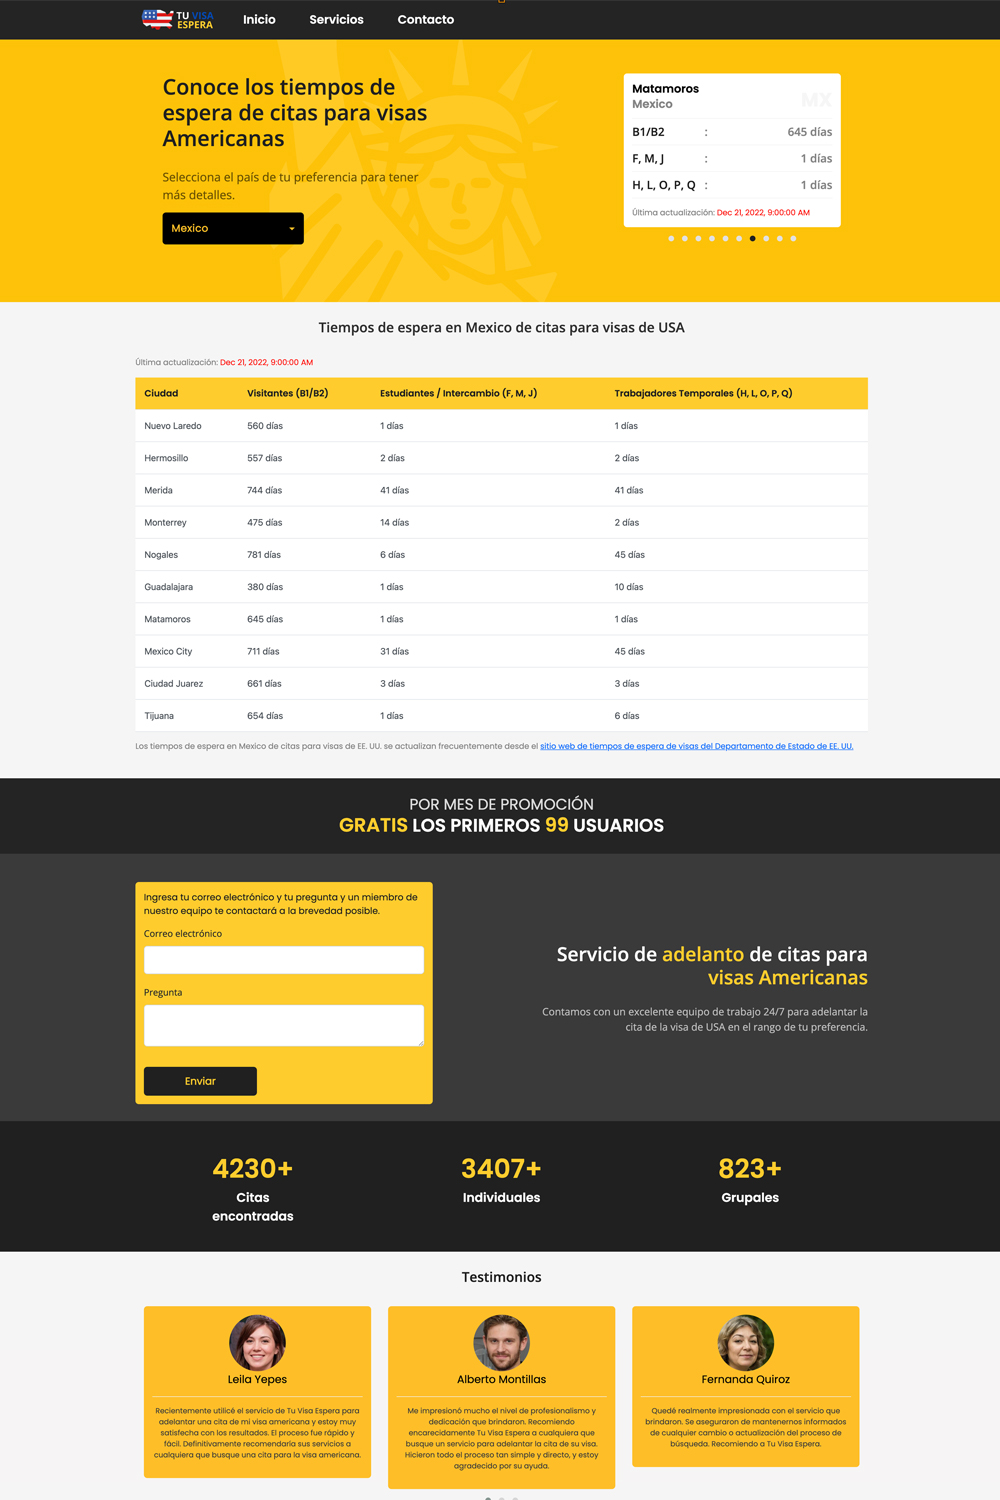 TU VISA
ESPERA
Inicio
Servicios
Contacto
Conoce los tiempos de
espera de citas para visas
Americanas
Selecciona el país de tu preferencia para tener
más detalles.
Mexico
Matamoros
Mexico
MX
B1/B2 : 645 días
F, M, J : 1 días
H, L, O, P, Q : 1 días
Última actualización: Dec 21, 2022, 9:00:00 AM
Tiempos de espera en Mexico de citas para visas de USA
Última actualización: Dec 21, 2022, 9:00:00 AM
Ciudad Visitantes (B1/B2) Estudiantes / Intercambio (F, M, J) Trabajadores Temporales (H, L, O, P, Q)
Nuevo Laredo 560 días 1 días 1 días
Hermosillo 557 días 2 días 2 días
Merida 744 días 41 días 41 días
Monterrey 475 días 14 días 2 días
Nogales 781 días 6 días 45 días
Guadalajara 380 días 1 días 10 días
Matamoros 645 días 1 días 1 días
Mexico City 711 días 31 días 45 días
Ciudad Juarez 661 días 3 días 3 días
Tijuana 654 días 1 días 6 días
Los tiempos de espera en Mexico de citas para visas de EE. UU. se actualizan frecuentemente desde el sitio web de tiempos de espera de visas del Departamento de Estado de EE. UU.
POR MES DE PROMOCIÓN
GRATIS LOS PRIMEROS 99 USUARIOS
Ingresa tu correo electrónico y tu pregunta y un miembro de
nuestro equipo te contactará a la brevedad posible.
Correo electrónico
Pregunta
Enviar
Servicio de adelanto de citas para
visas Americanas
Contamos con un excelente equipo de trabajo 24/7 para adelantar la
cita de la visa de USA en el rango de tu preferencia.
4230+
Citas
encontradas
3407+
Individuales
823+
Grupales
Testimonios
Leila Yepes
Recientemente utilicé el servicio de Tu Visa Espera para
adelantar una cita de mi visa americana y estoy muy
satisfecha con los resultados. El proceso fue rápido y
fácil. Definitivamente recomendaría sus servicios a
cualquiera que busque una cita para la visa americana.
Alberto Montillas
Me impresionó mucho el nivel de profesionalismo y
dedicación que brindaron. Recomiendo
encarecidamente Tu Visa Espera a cualquiera que
busque un servicio para adelantar la cita de su visa.
Hicieron todo el proceso tan simple y directo, y estoy
agradecido por su ayuda.
Fernanda Quiroz
Quedé realmente impresionada con el servicio que
brindaron. Se aseguraron de mantenernos informados
de cualquier cambio o actualización del proceso de
búsqueda. Recomiendo a Tu Visa Espera.